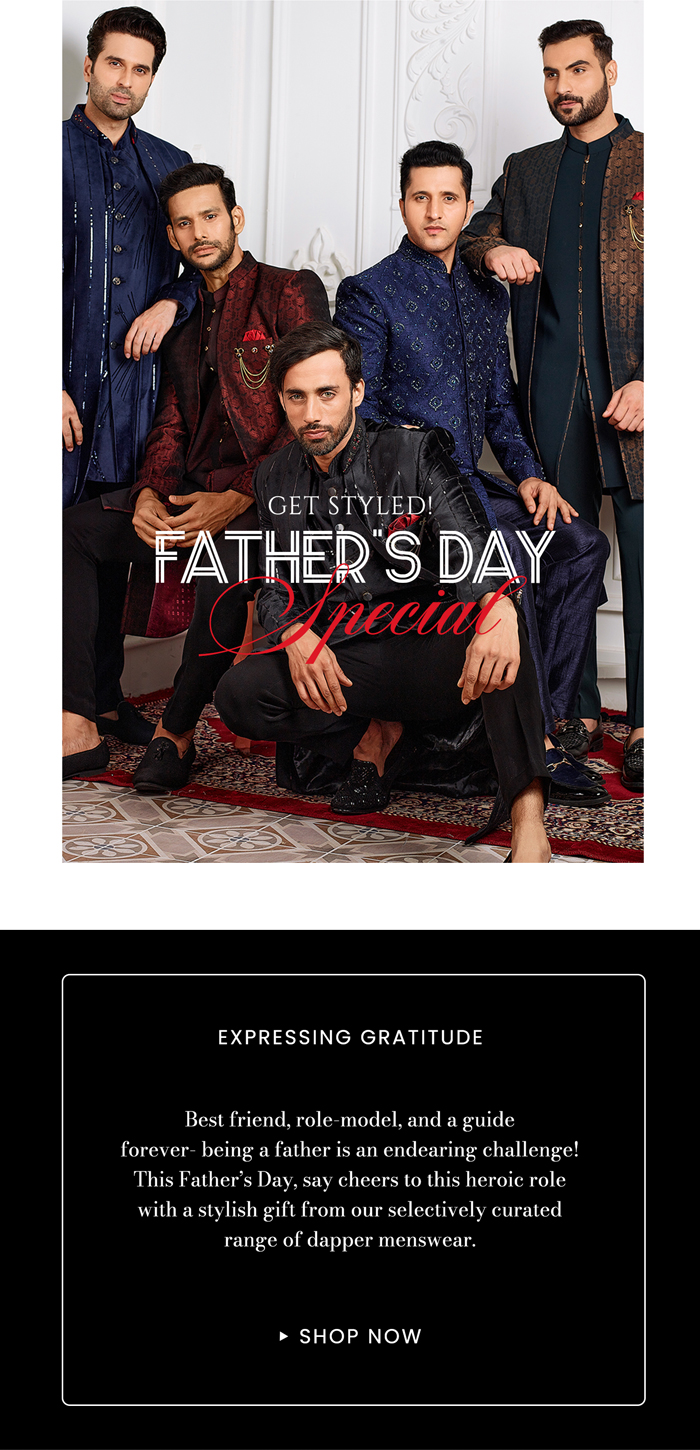 GET STYLED!
FATHER"S DAY
Special
EXPRESSING GRATITUDE
Best friend, role-model, and a guide
forever- being a father is an endearing challenge!
This Father’s Day, say cheers to this heroic role
with a stylish gift from our selectively curated
range of dapper menswear.
SHOP NOW